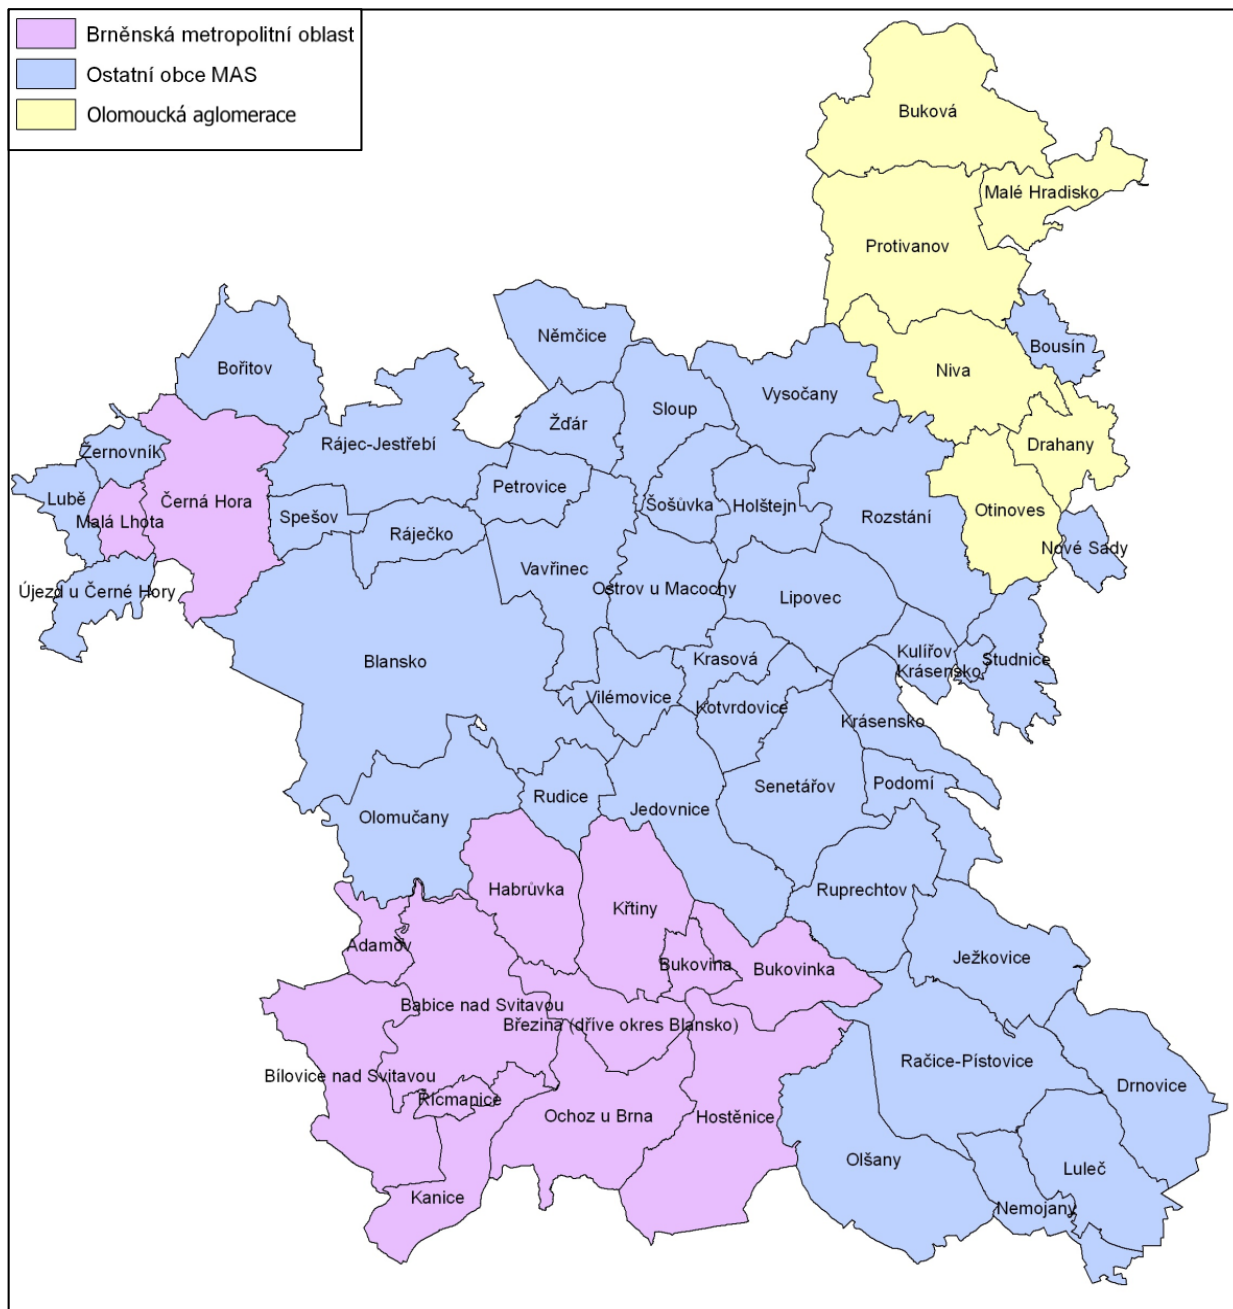 Brněnská metropolitní oblast
Ostatní obce MAS
Olomoucká aglomerace
Buková
Malé Hradisko
Protivanov
Němčice
Bousín
Bořitov
Niva
Vysočany
Sloup
Žďár
Rájec-Jestřebí
Drahany
Žernovník
Petrovice
Lubě
Černá Hora
Malá Lhota
Spešov
Ráječko
Šošůvka
Holštejn
Rozstání
Otinoves
Nové Sady
Vavřinec
Újezd u Černé Hory
Ostrov u Macochy
Lipovec
Kulířov
Blansko
Krasová
Krásensko
Studnice
Vilémovice
Kotvrdovice
Krásensko
Podomí
Senetářov
Rudice
Jedovnice
Olomučany
Habrůvka
Ruprechtov
Křtiny
Adamov
Bukovina
Bukovinka
Ježkovice
Babice nad Svitavou
Březina (dříve okres Blansko)
Račice-Pístovice
Bílovice nad Svitavou
Drnovice
Řícmanice
Ochoz u Brna
Hostěnice
Olšany
Luleč
Kanice
Nemojany